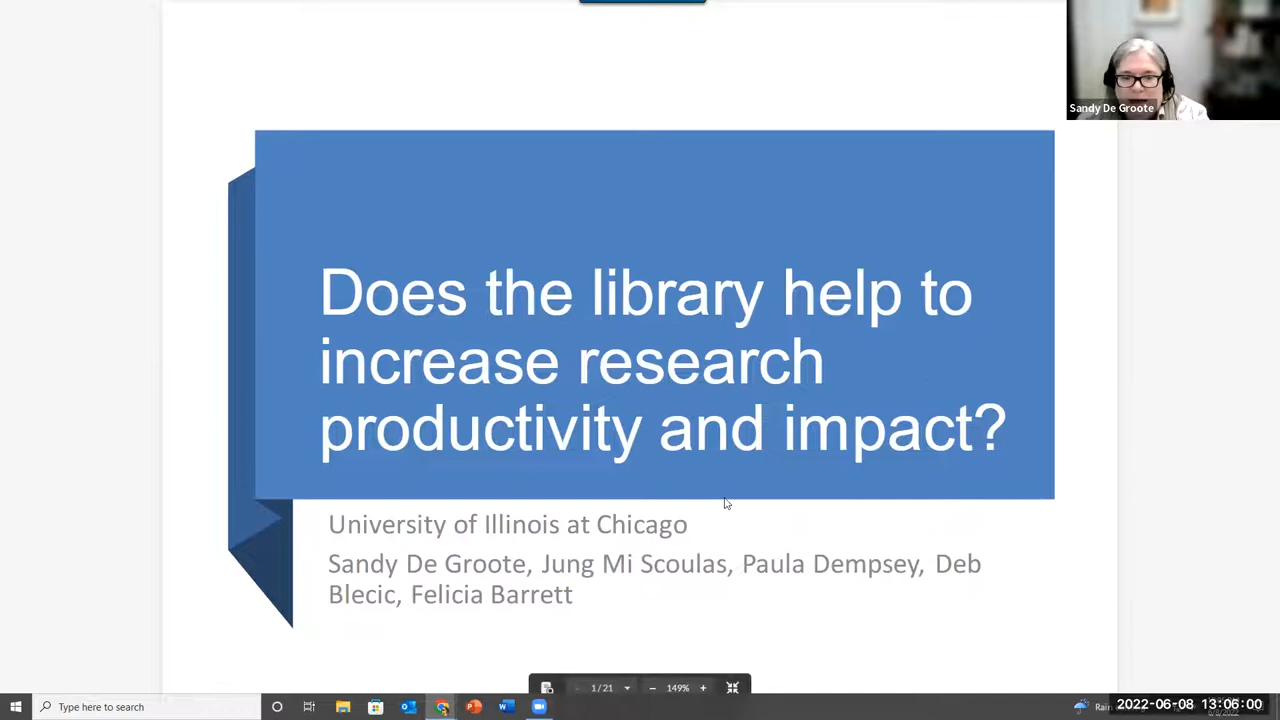 Sandy De Groote
Does the library help to
increase research
productivity and impact?
University of Illinois at Chicago
Sandy De Groote, Jung Mi Scoulas, Paula Dempsey, Deb
Blecic, Felicia Barrett
1/21
149%
Type here to search
Rain
2022-06-08 13:06:00